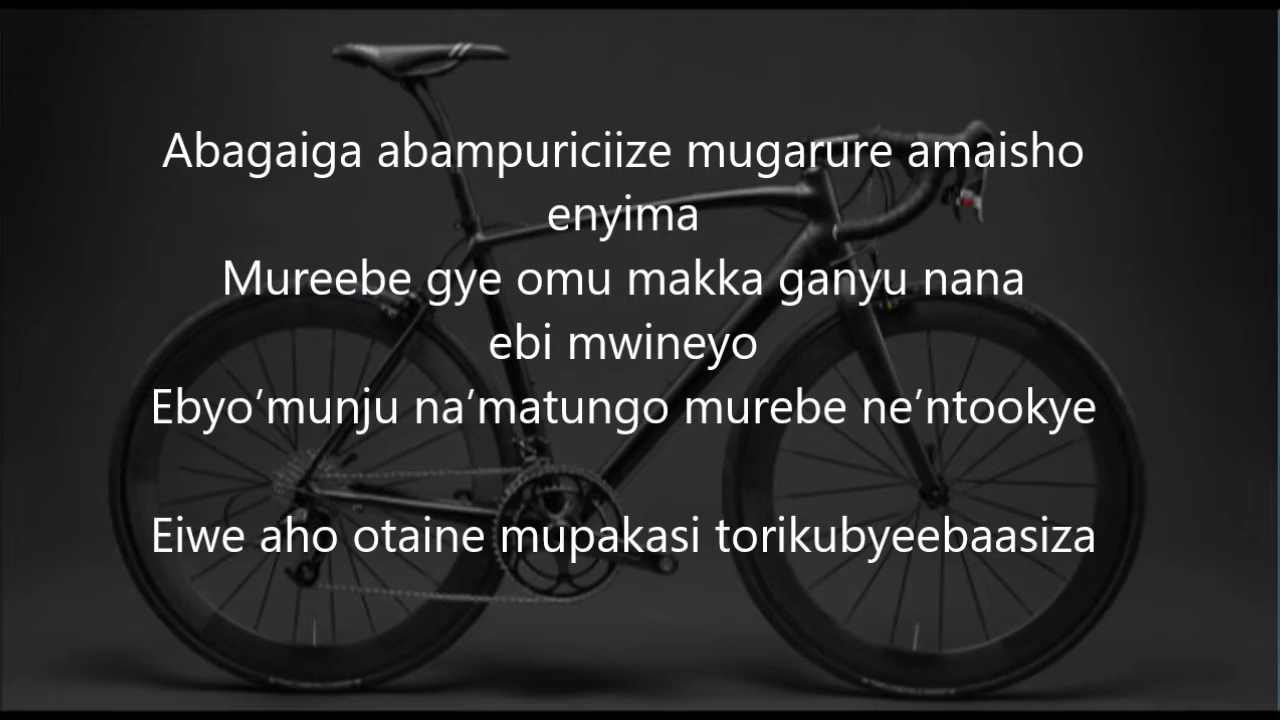 Abagaiga abampuriciize mugarure amaisho
enyima
Mureebe gye omu makka ganyu nana
ebi mwineyo
Ebyo’munju na’matungo murebe ne’ntookye
Eiwe aho otaine mupakasi torikubyeebaasiza